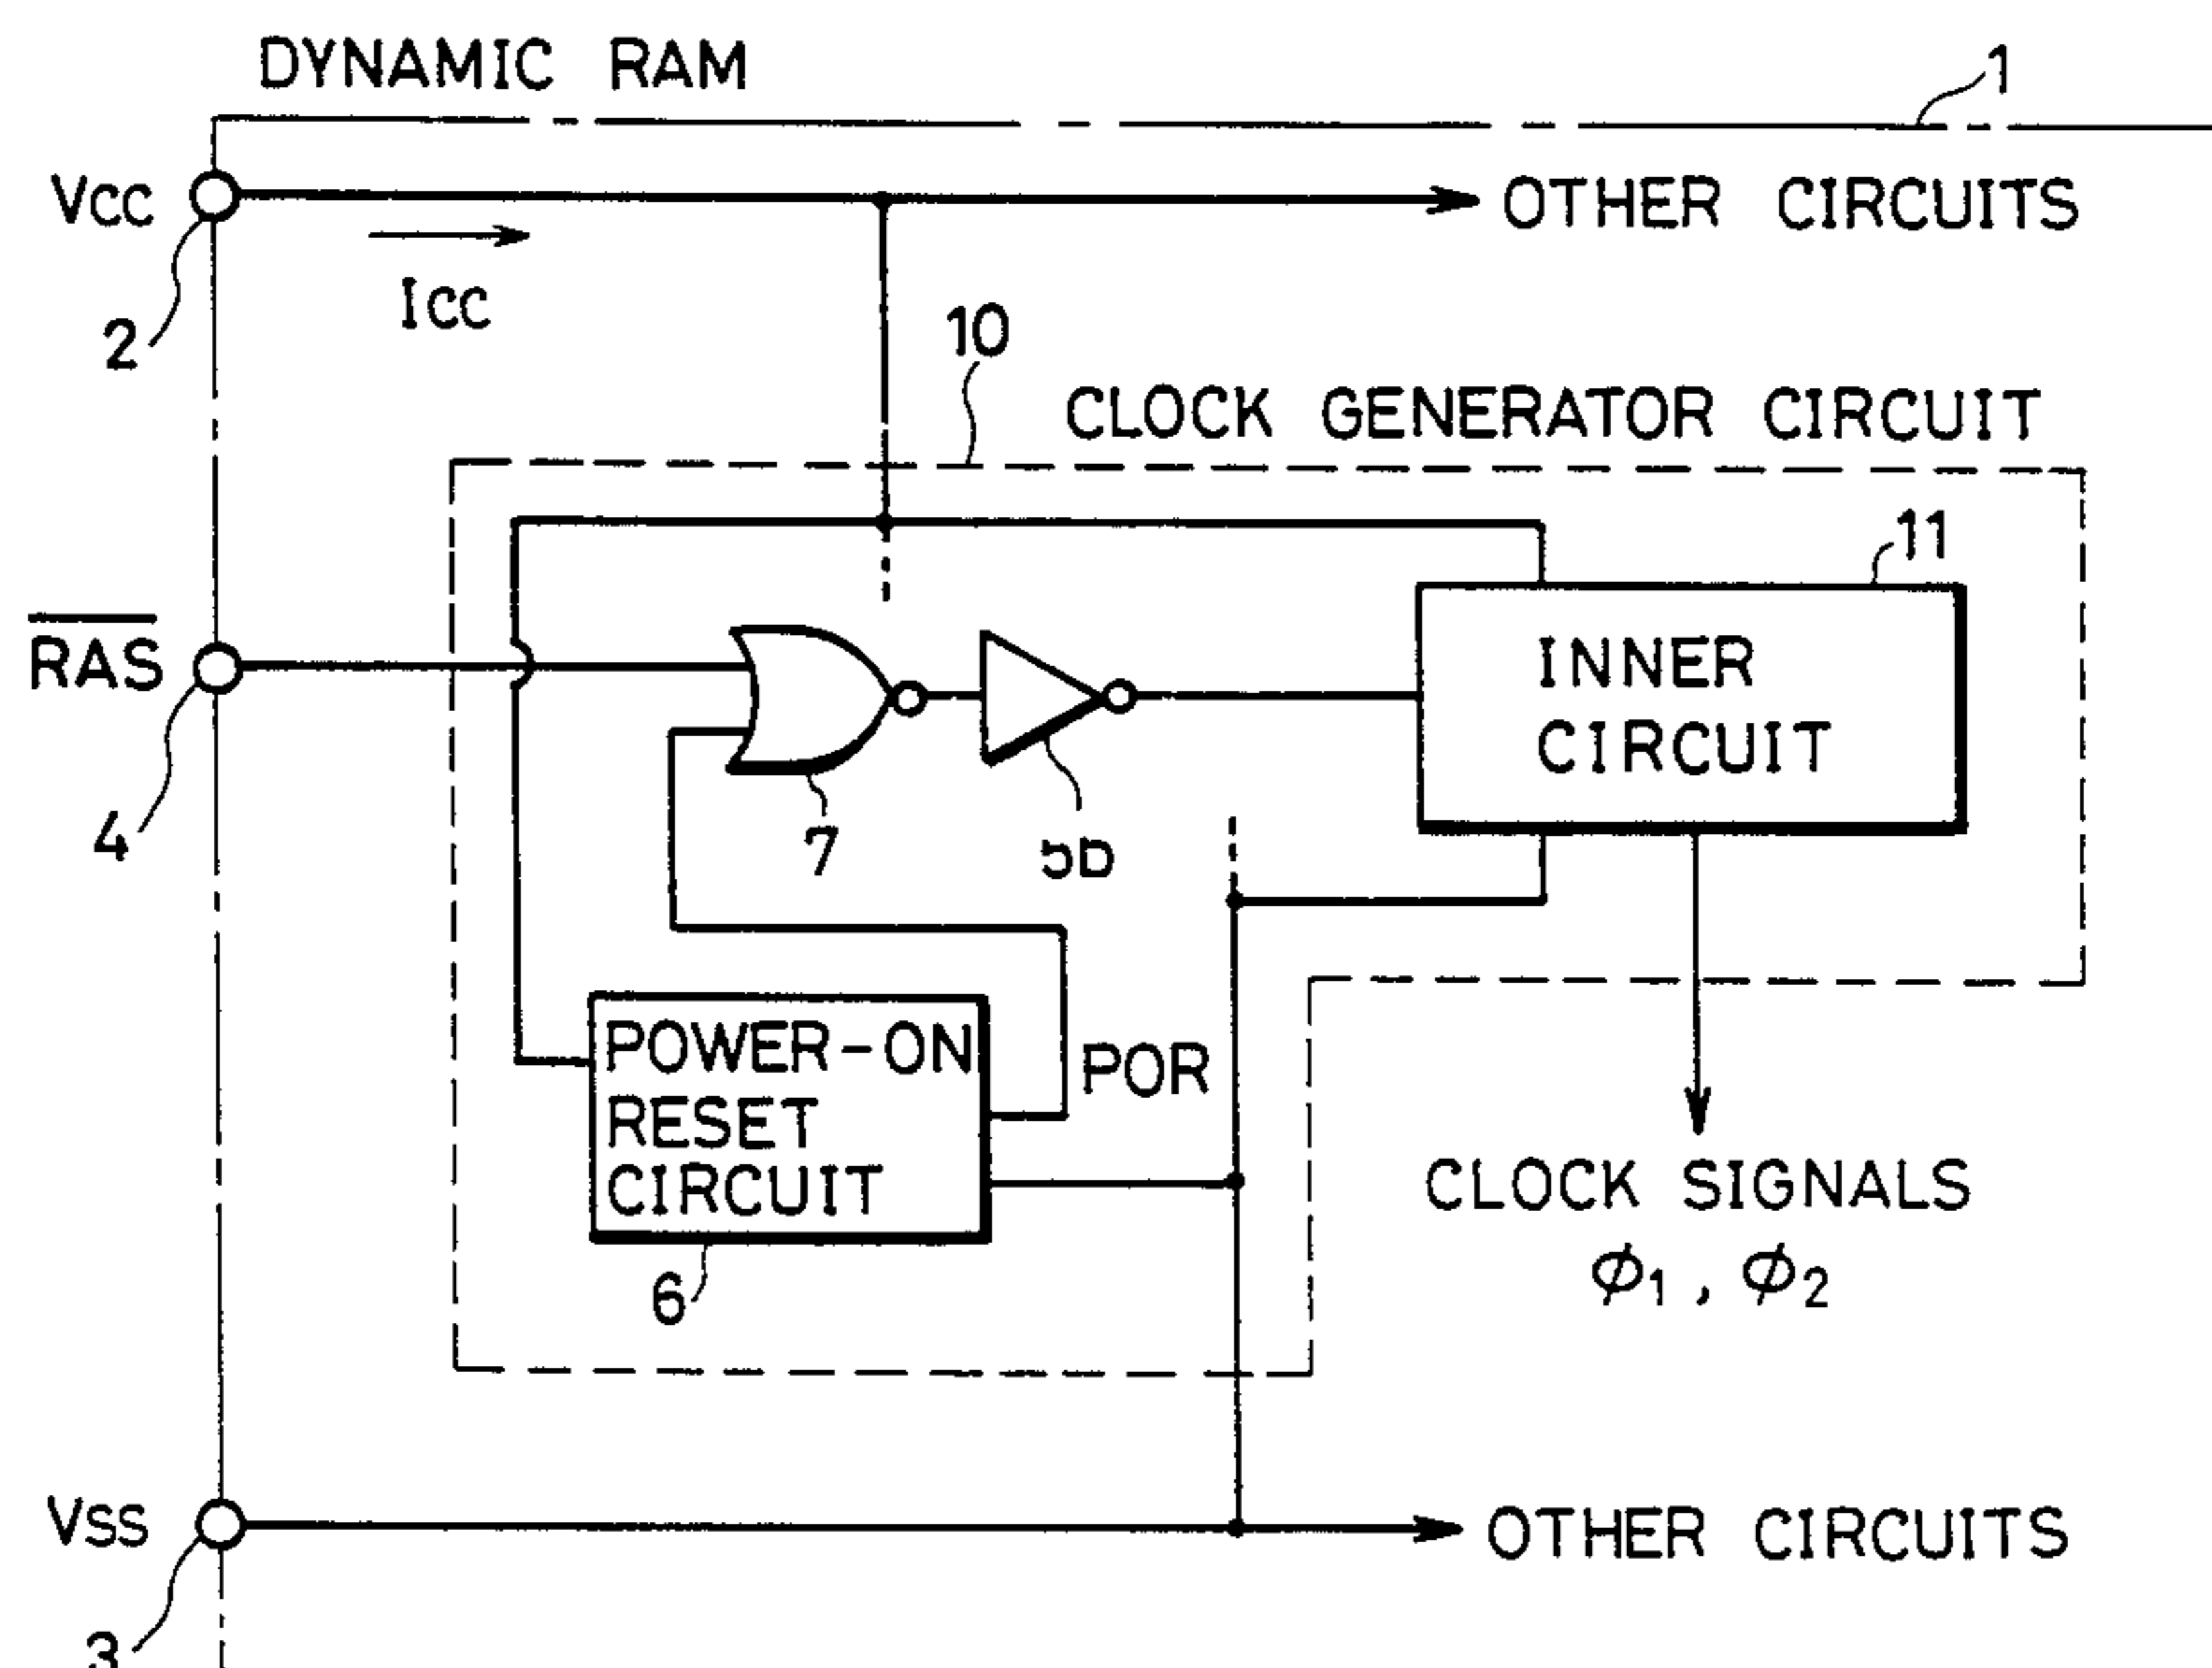 DYNAMIC RAM
1
VCC
OTHER CIRCUITS
ICC
2
10
CLOCK GENERATOR CIRCUIT
11
RAS
INNER
CIRCUIT
4
7
5b
POWER-ON
RESET
CIRCUIT
POR
6
CLOCK SIGNALS
ϕ1 , ϕ2
VSS
OTHER CIRCUITS
3